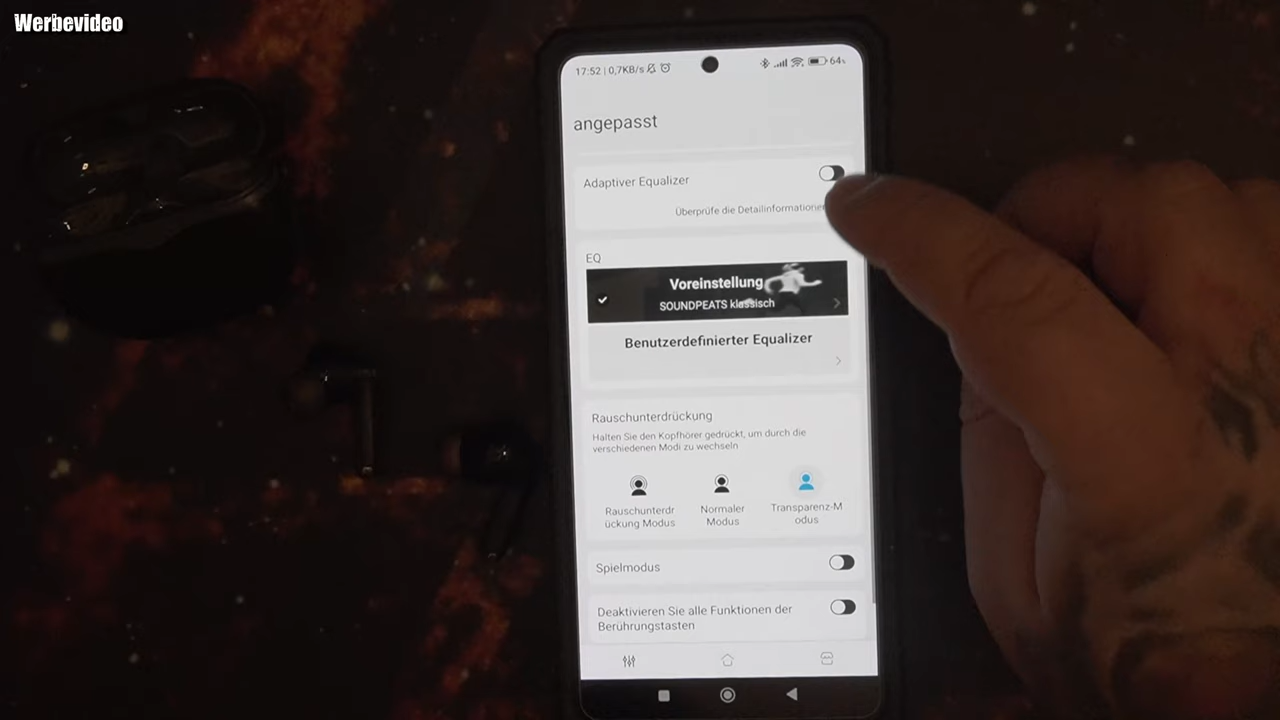 Werbevideo
17:52 | 0,7KB/s
64%
angepasst
Adaptiver Equalizer
Überprüfe die Detailinformationen
EQ
Voreinstellung
SOUNDPEATS klassisch
Benutzerdefinierter Equalizer
Rauschunterdrückung
Halten Sie den Kopfhörer gedrückt, um durch die
verschiedenen Modi zu wechseln
Rauschunterdr
ückung Modus
Normaler
Modus
Transparenz-M
odus
Spielmodus
Deaktivieren Sie alle Funktionen der
Berührungstasten